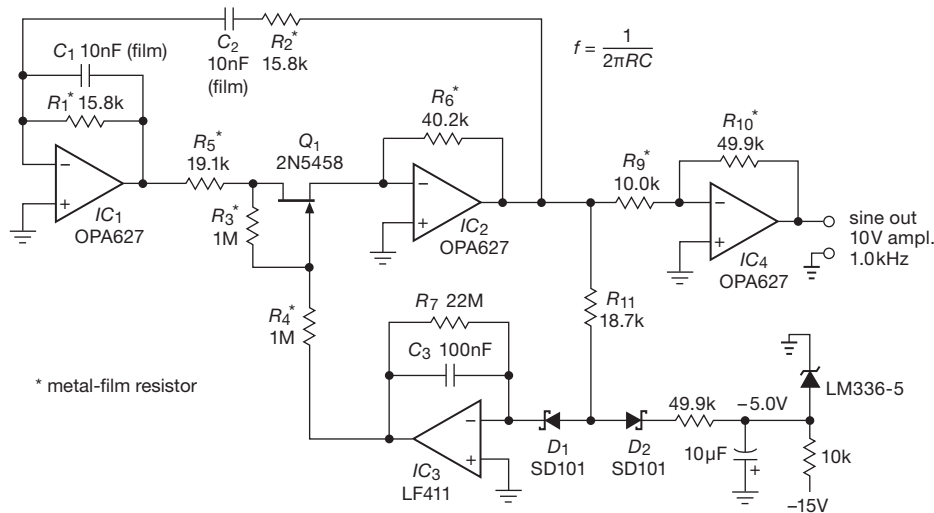 C2
10nF
(film)
R2*
15.8k
f = 1/2πRC
C1 10nF (film)
R1* 15.8k
−
+
IC1
OPA627
R5*
19.1k
Q1
2N5458
R3*
1M
R6*
40.2k
−
+
IC2
OPA627
R9*
10.0k
R10*
49.9k
−
+
IC4
OPA627
sine out
10V ampl.
1.0kHz
R4*
1M
R7 22M
C3 100nF
R11
18.7k
* metal-film resistor
−
+
IC3
LF411
D1
SD101
D2
SD101
49.9k
−5.0V
LM336-5
10µF
+
10k
−15V